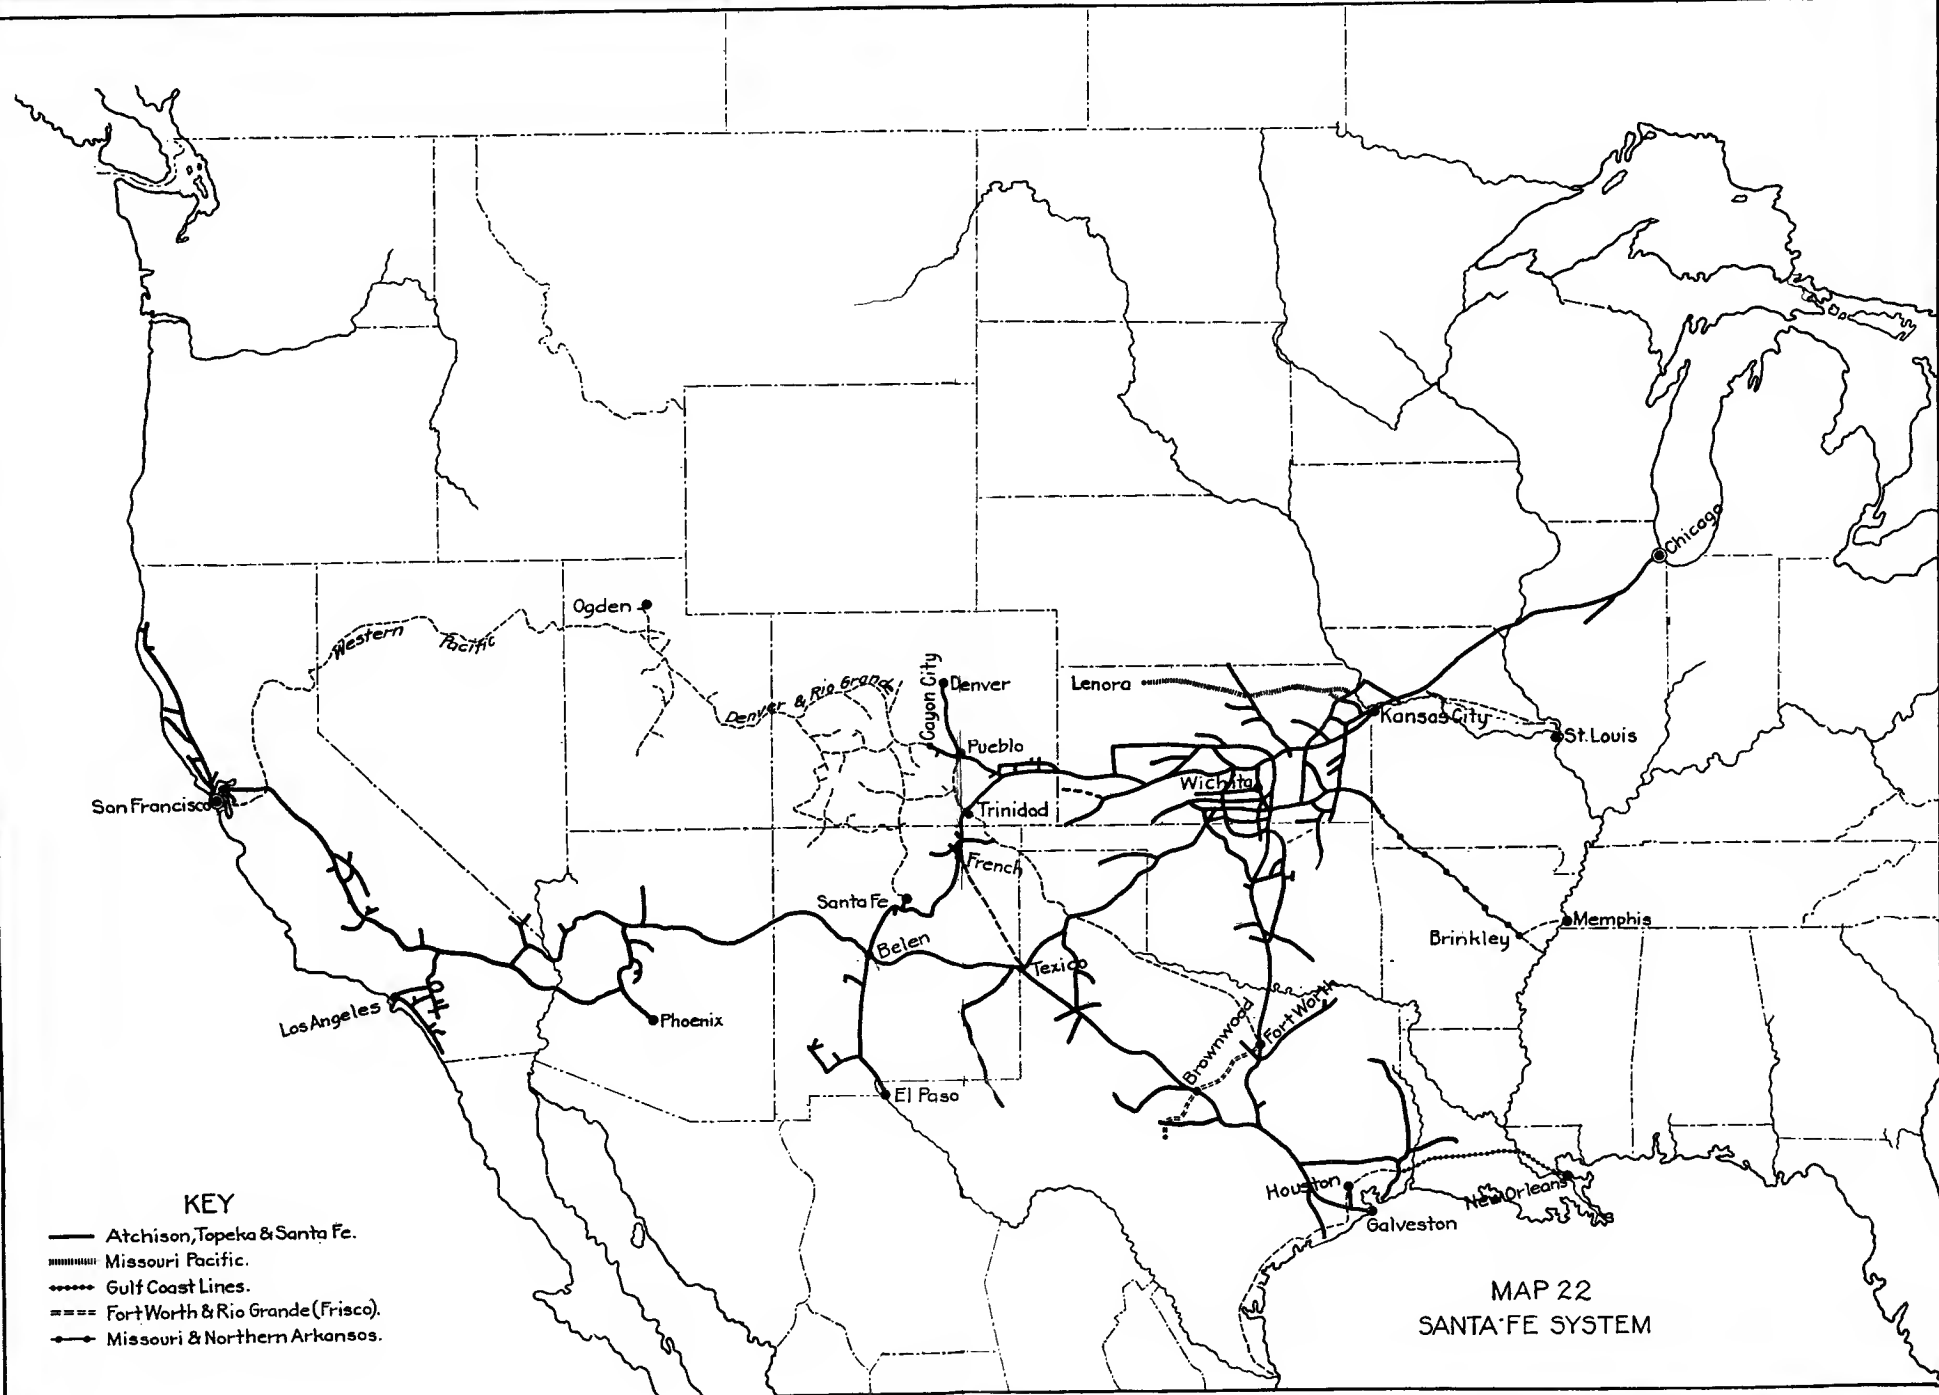 Chicago
Ogden
Western
Pacific
Denver & Rio Grand
Cayon City
Denver
Lenora
Kansas City
St. Louis
Pueblo
Wichita
San Francisco
Trinidad
French
Santa Fe
Memphis
Brinkley
Belen
Texico
Los Angeles
Phoenix
Brownwood
Fort Worth
El Paso
Houston
New Orleans
Galveston
KEY
Atchison, Topeka & Santa Fe.
Missouri Pacific.
Gulf Coast Lines.
Fort Worth & Rio Grande (Frisco).
Missouri & Northern Arkansas.
MAP 22
SANTA FE SYSTEM